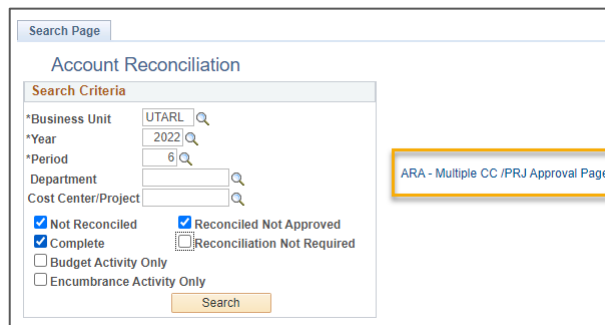 Search Page
Account Reconciliation
Search Criteria
*Business Unit UTARL
*Year 2022
*Period 6
ARA - Multiple CC /PRJ Approval Page
Department
Cost Center/Project
Not Reconciled Reconciled Not Approved
Complete Reconciliation Not Required
Budget Activity Only
Encumbrance Activity Only
Search